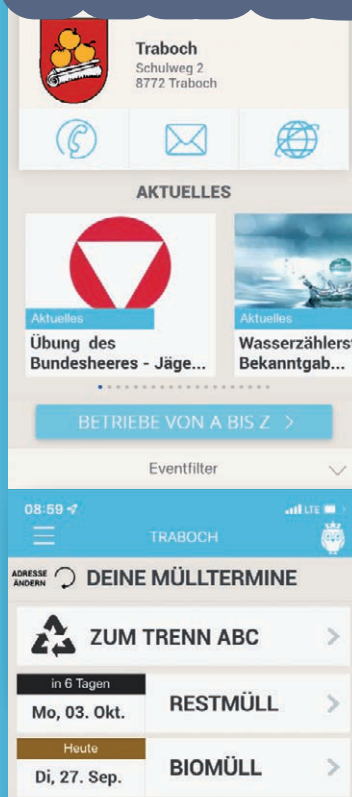 Traboch
Schulweg 2
8772 Traboch
AKTUELLES
Aktuelles
Übung des
Bundesheeres - Jäge...
Aktuelles
Wasserzählerst
Bekanntgab...
BETRIEBE VON A BIS Z >
Eventfilter
08:59
LTE
TRABOCH
ADRESSE
ÄNDERN
DEINE MÜLLTERMINE
ZUM TRENN ABC
in 6 Tagen
Mo, 03. Okt.
RESTMÜLL
Heute
Di, 27. Sep.
BIOMÜLL